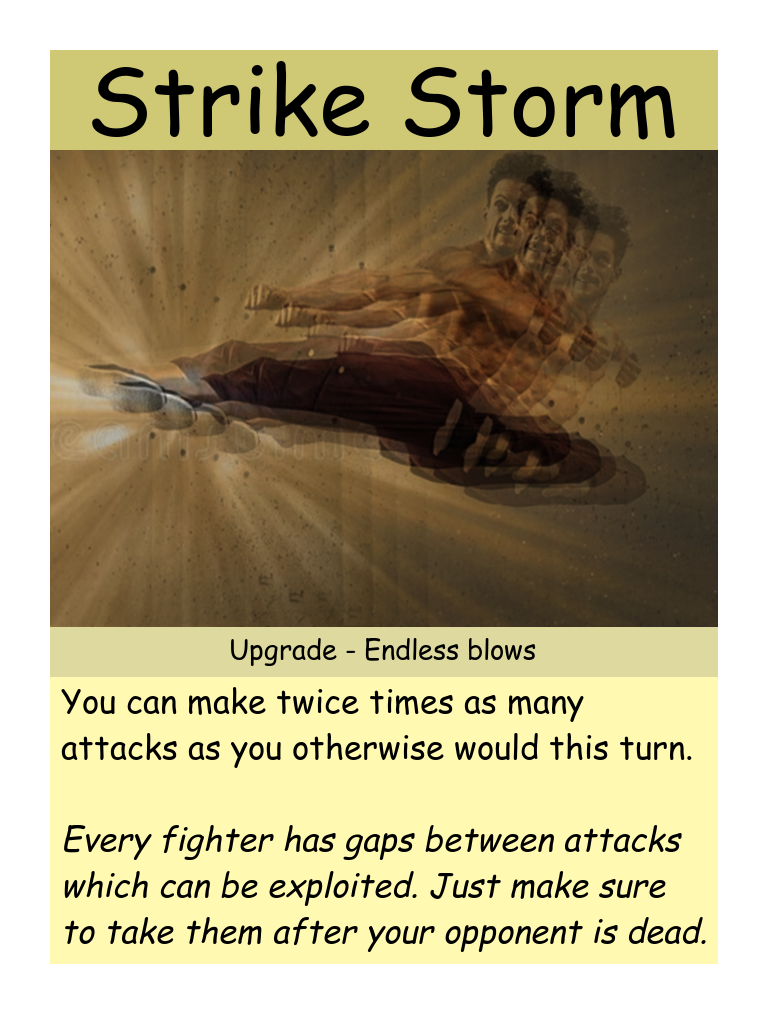 Strike Storm
Upgrade - Endless blows
You can make twice times as many
attacks as you otherwise would this turn.
Every fighter has gaps between attacks
which can be exploited. Just make sure
to take them after your opponent is dead.